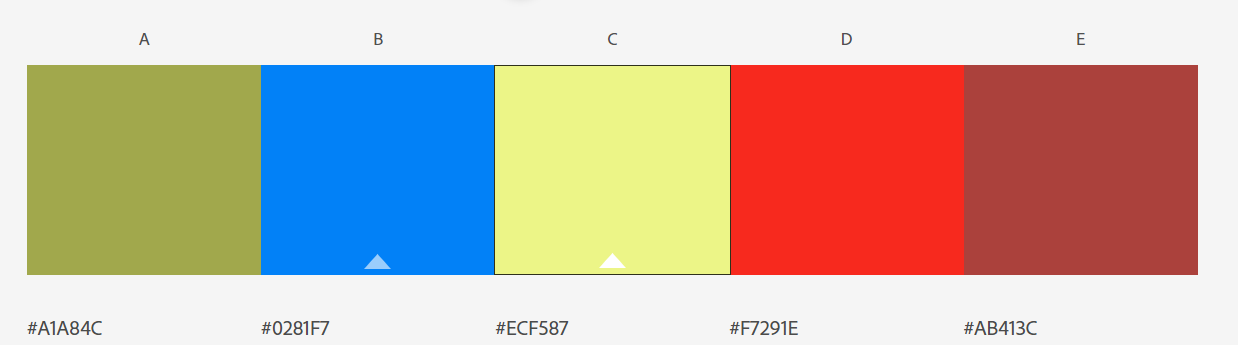 A B C D E
#A1A84C #0281F7 #ECF587 #F7291E #AB413C